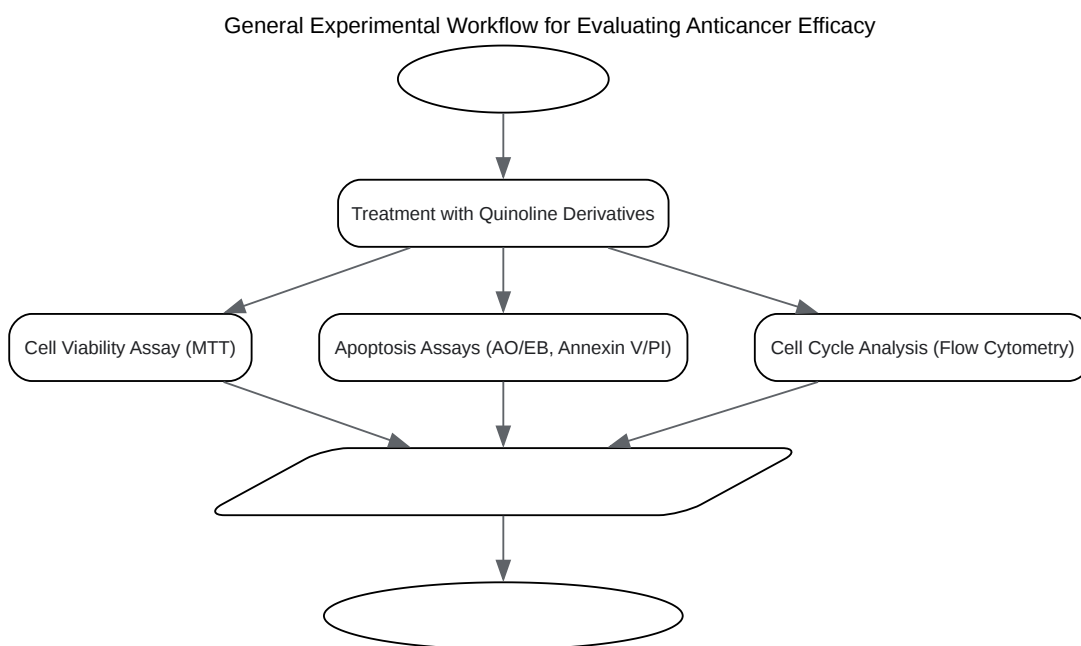 General Experimental Workflow for Evaluating Anticancer Efficacy
Treatment with Quinoline Derivatives
Cell Viability Assay (MTT)
Apoptosis Assays (AO/EB, Annexin V/PI)
Cell Cycle Analysis (Flow Cytometry)